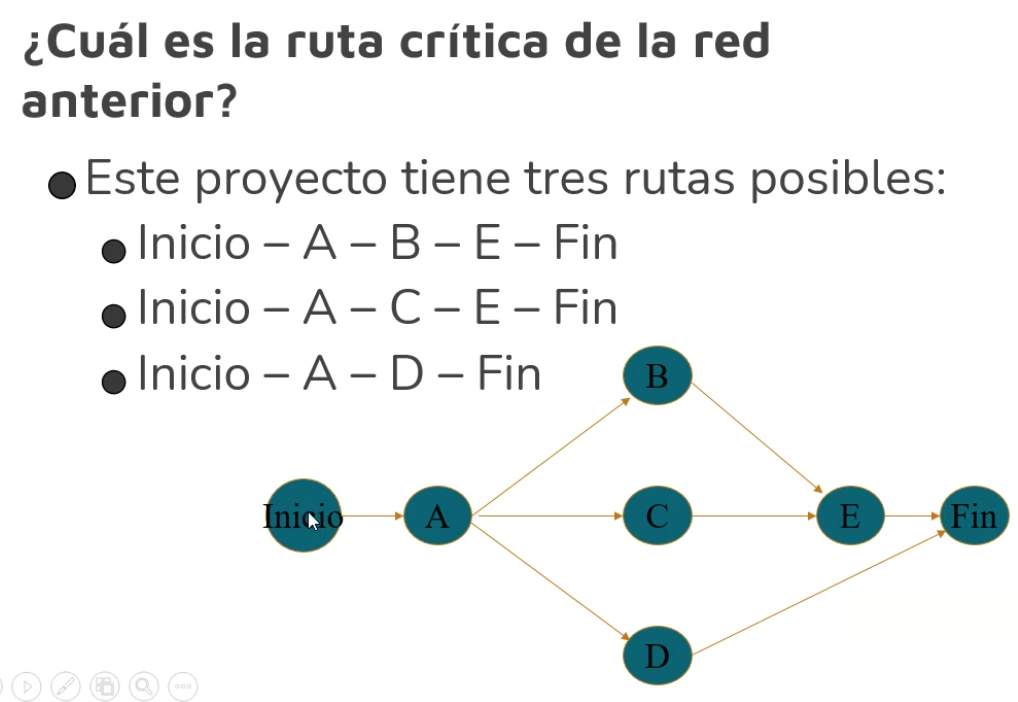 ¿Cuál es la ruta crítica de la red
anterior?
Este proyecto tiene tres rutas posibles:
Inicio – A – B – E – Fin
Inicio – A – C – E – Fin
Inicio – A – D – Fin
B
Inicio
A
C
E
Fin
D